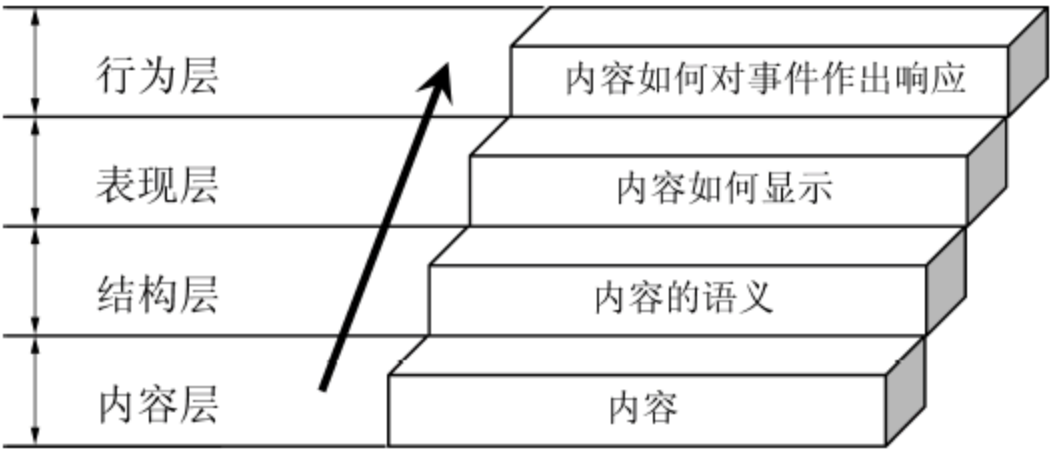 行为层
内容如何对事件作出响应
表现层
内容如何显示
结构层
内容的语义
内容层
内容